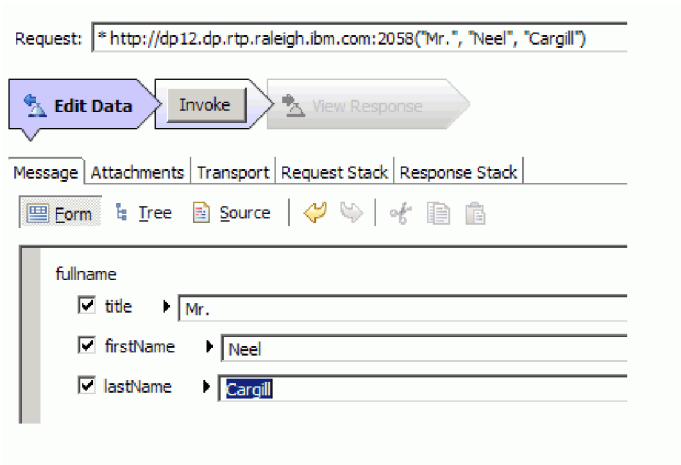 Request: * http://dp12.dp.rtp.raleigh.ibm.com:2058("Mr.", "Neel", "Cargill")
Edit Data Invoke View Response
Message Attachments Transport Request Stack Response Stack
Form Tree Source
fullname
title Mr.
firstName Neel
lastName Cargill